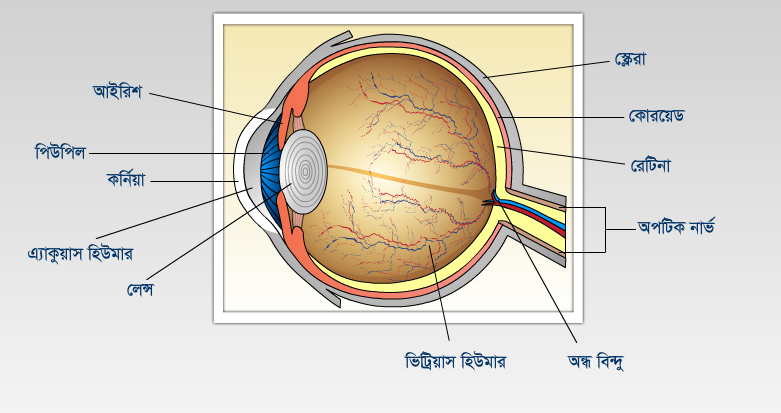 স্ক্লেরা
আইরিশ
কোরয়েড
পিউপিল
রেটিনা
কর্নিয়া
অপটিক নার্ভ
এ্যাকুয়াস হিউমার
লেন্স
ভিট্রিয়াস হিউমার
অন্ধ বিন্দু